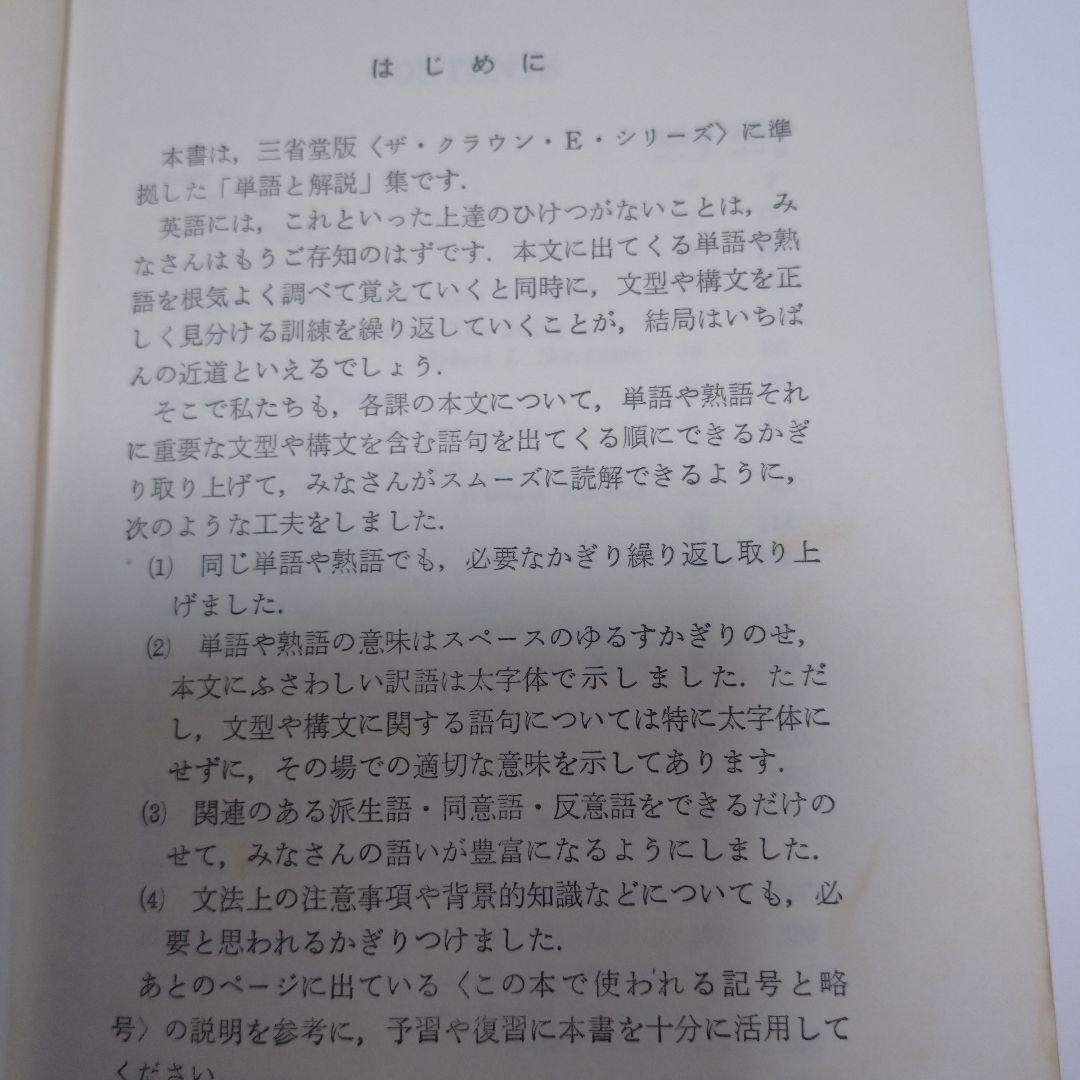 はじめに
本書は，三省堂版〈ザ・クラウン・E・シリーズ〉に準
拠した「単語と解説」集です．
英語には，これといった上達のひけつがないことは，み
なさんはもうご存知のはずです．本文に出てくる単語や熟
語を根気よく調べて覚えていくと同時に，文型や構文を正
しく見分ける訓練を繰り返していくことが，結局はいちば
んの近道といえるでしょう．
そこで私たちも，各課の本文について，単語や熟語それ
に重要な文型や構文を含む語句を出てくる順にできるかぎ
り取り上げて，みなさんがスムーズに読解できるように，
次のような工夫をしました．
(1) 同じ単語や熟語でも，必要なかぎり繰り返し取り上
げました．
(2) 単語や熟語の意味はスペースのゆるすかぎりのせ，
本文にふさわしい訳語は太字体で示しました．ただ
し，文型や構文に関する語句については特に太字体に
せずに，その場での適切な意味を示してあります．
(3) 関連のある派生語・同意語・反意語をできるだけの
せて，みなさんの語いが豊富になるようにしました．
(4) 文法上の注意事項や背景的知識などについても，必
要と思われるかぎりつけました．
あとのページに出ている〈この本で使われる記号と略
号〉の説明を参考に，予習や復習に本書を十分に活用して
ください